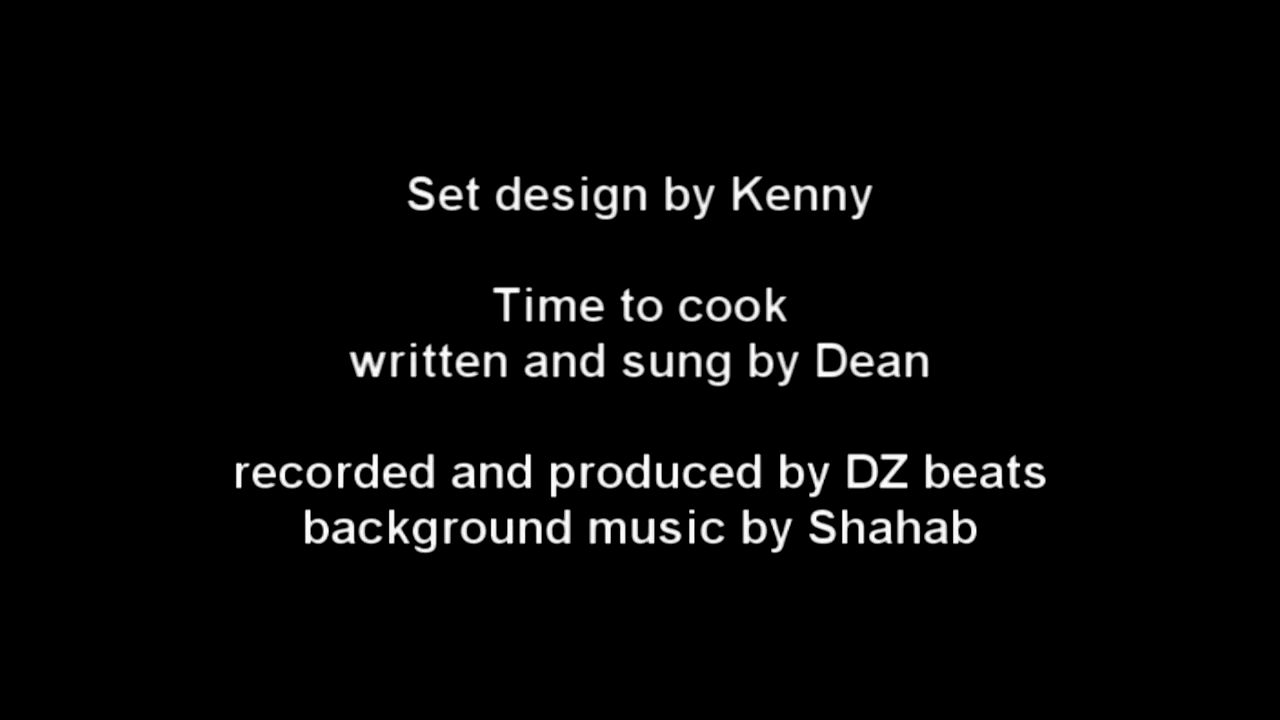 Set design by Kenny
Time to cook
written and sung by Dean
recorded and produced by DZ beats
background music by Shahab